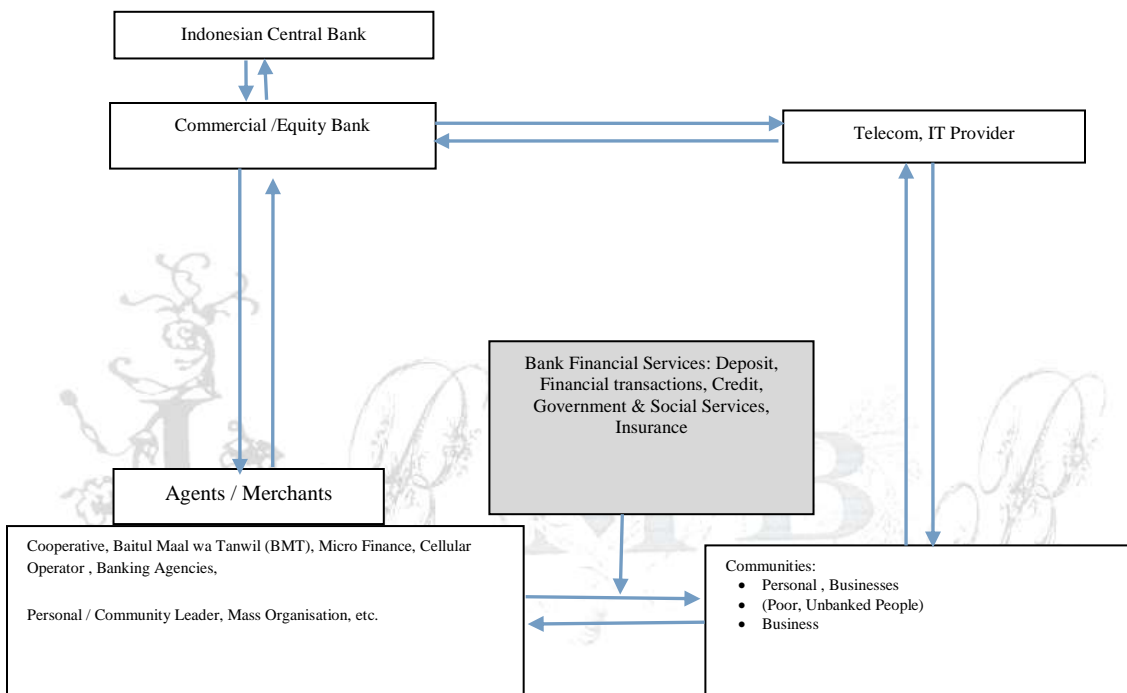 Indonesian Central Bank
Commercial /Equity Bank
Telecom, IT Provider
Bank Financial Services: Deposit,
Financial transactions, Credit,
Government & Social Services,
Insurance
Agents / Merchants
Cooperative, Baitul Maal wa Tanwil (BMT), Micro Finance, Cellular
Operator , Banking Agencies,
Personal / Community Leader, Mass Organisation, etc.
Communities:
• Personal , Businesses
• (Poor, Unbanked People)
• Business